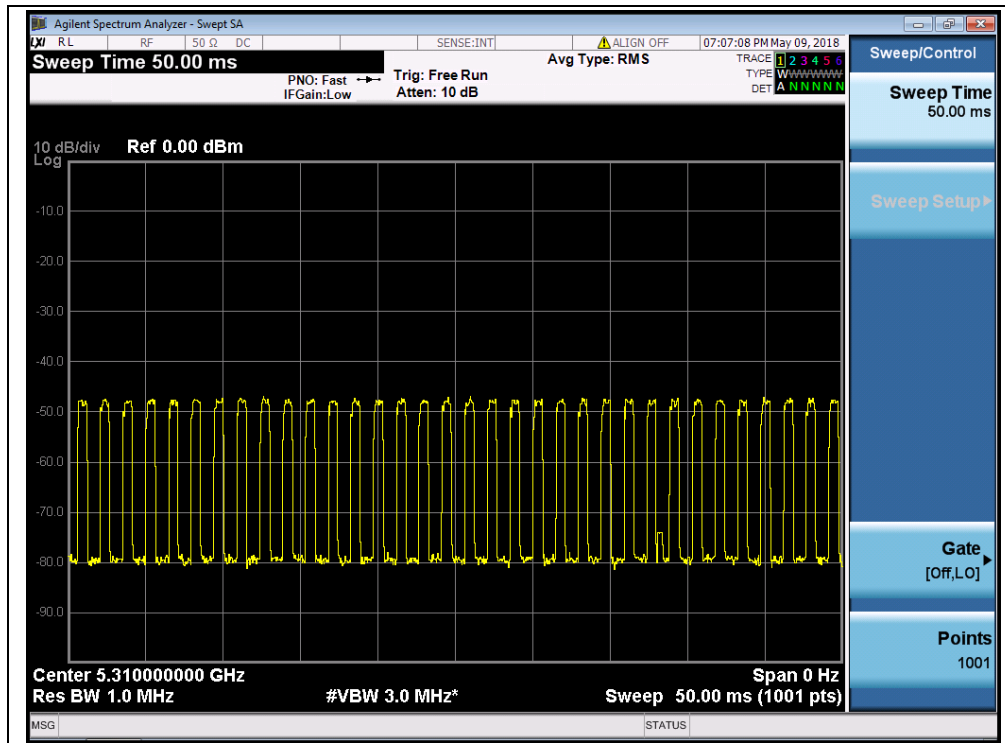 Agilent Spectrum Analyzer - Swept SA
LXI RL RF 50 Ω DC SENSE:INT ALIGN OFF 07:07:08 PM May 09, 2018
Sweep Time 50.00 ms
Avg Type: RMS
TRACE 1 2 3 4 5 6
PNO: Fast Trig: Free Run
TYPE WWWWWWW
IFGain:Low Atten: 10 dB
DET A N N N N N
10 dB/div Ref 0.00 dBm
Log
-10.0
-20.0
-30.0
-40.0
-50.0
-60.0
-70.0
-80.0
-90.0
Center 5.310000000 GHz Span 0 Hz
Res BW 1.0 MHz #VBW 3.0 MHz* Sweep 50.00 ms (1001 pts)
MSG STATUS
Sweep/Control
Sweep Time
50.00 ms
Sweep Setup
Gate
[Off,LO]
Points
1001